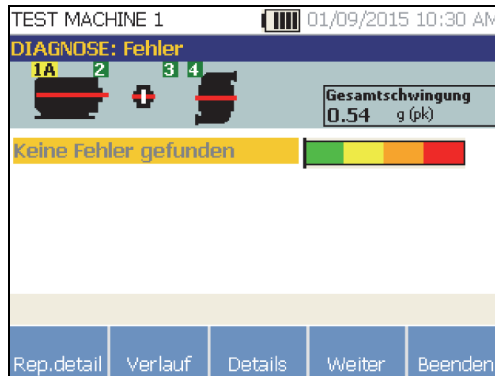 TEST MACHINE 1 01/09/2015 10:30 AM
DIAGNOSE: Fehler
1A 2 3 4
Gesamtschwingung
0.54 g (pk)
Keine Fehler gefunden
Rep.detail Verlauf Details Weiter Beenden